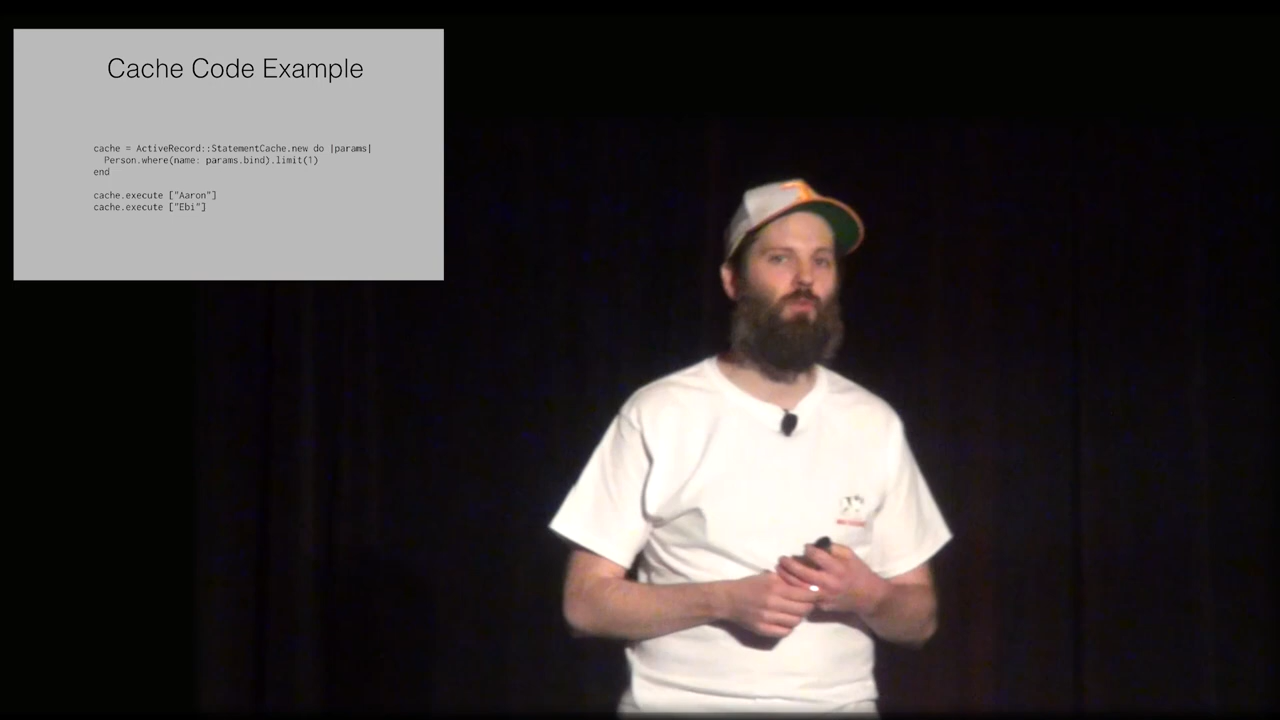 Cache Code Example
cache = ActiveRecord::StatementCache.new do |params|
  Person.where(name: params.bind).limit(1)
end
cache.execute ["Aaron"]
cache.execute ["Ebi"]